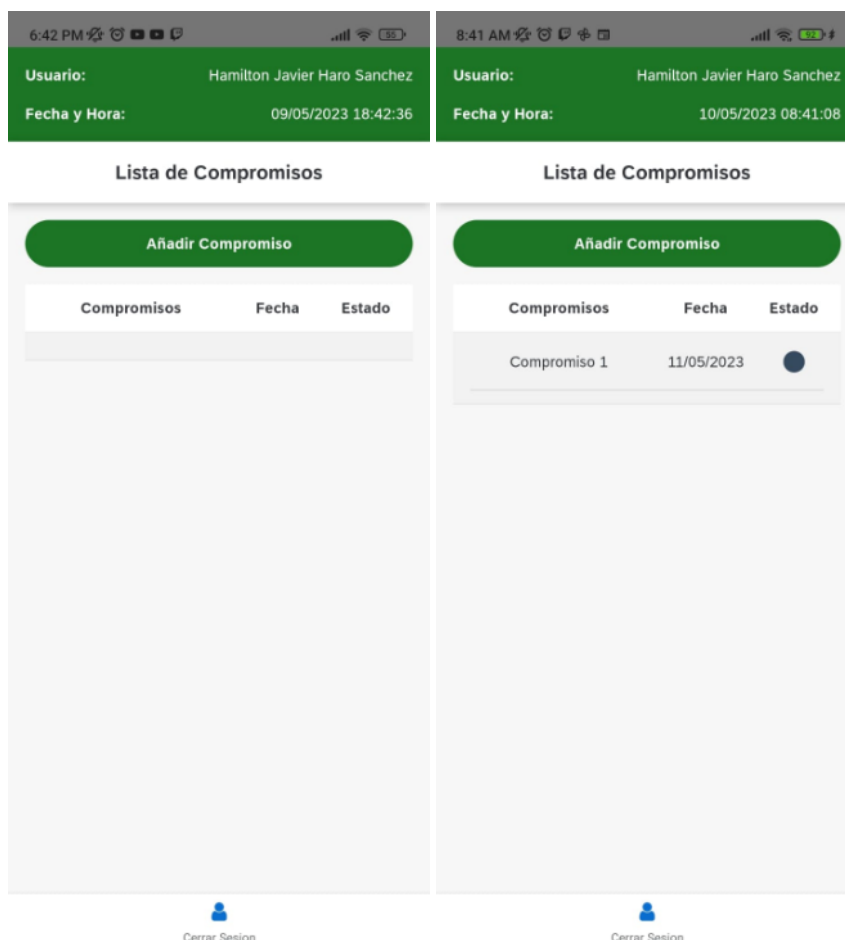 6:42 PM 55
Usuario: Hamilton Javier Haro Sanchez
Fecha y Hora: 09/05/2023 18:42:36
Lista de Compromisos
Añadir Compromiso
Compromisos Fecha Estado
Cerrar Sesion
8:41 AM 92
Usuario: Hamilton Javier Haro Sanchez
Fecha y Hora: 10/05/2023 08:41:08
Lista de Compromisos
Añadir Compromiso
Compromisos Fecha Estado
Compromiso 1 11/05/2023
Cerrar Sesion